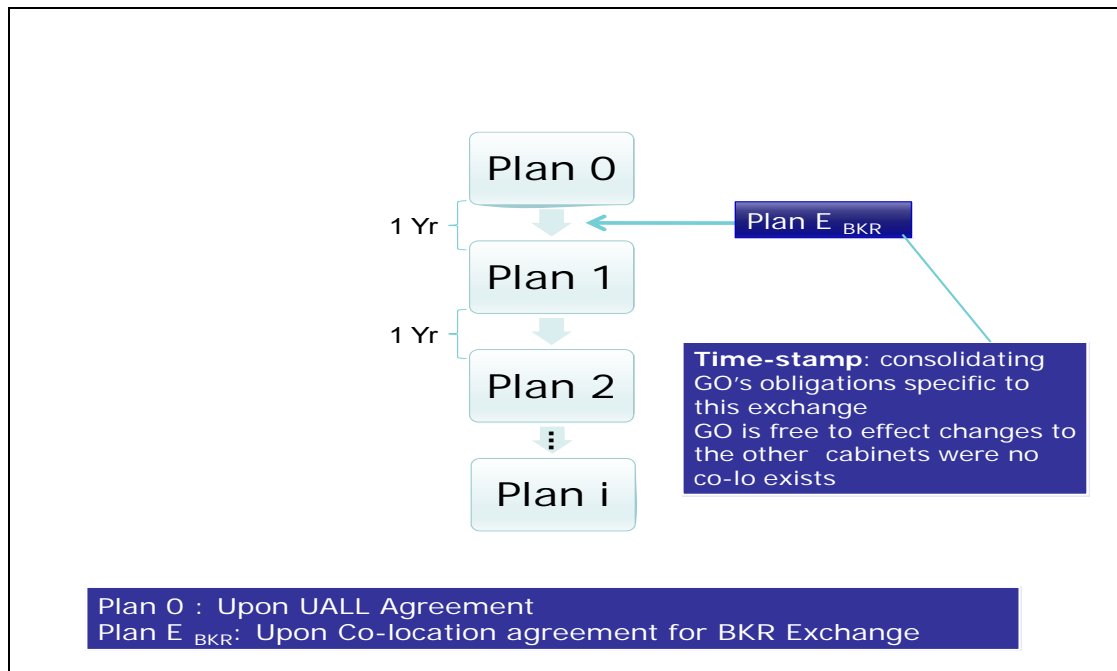 Plan 0
1 Yr
Plan E BKR
Plan 1
1 Yr
Time-stamp: consolidating
GO's obligations specific to
this exchange
GO is free to effect changes to
the other cabinets were no
co-lo exists
Plan 2
⋮
Plan i
Plan 0 : Upon UALL Agreement
Plan E BKR: Upon Co-location agreement for BKR Exchange